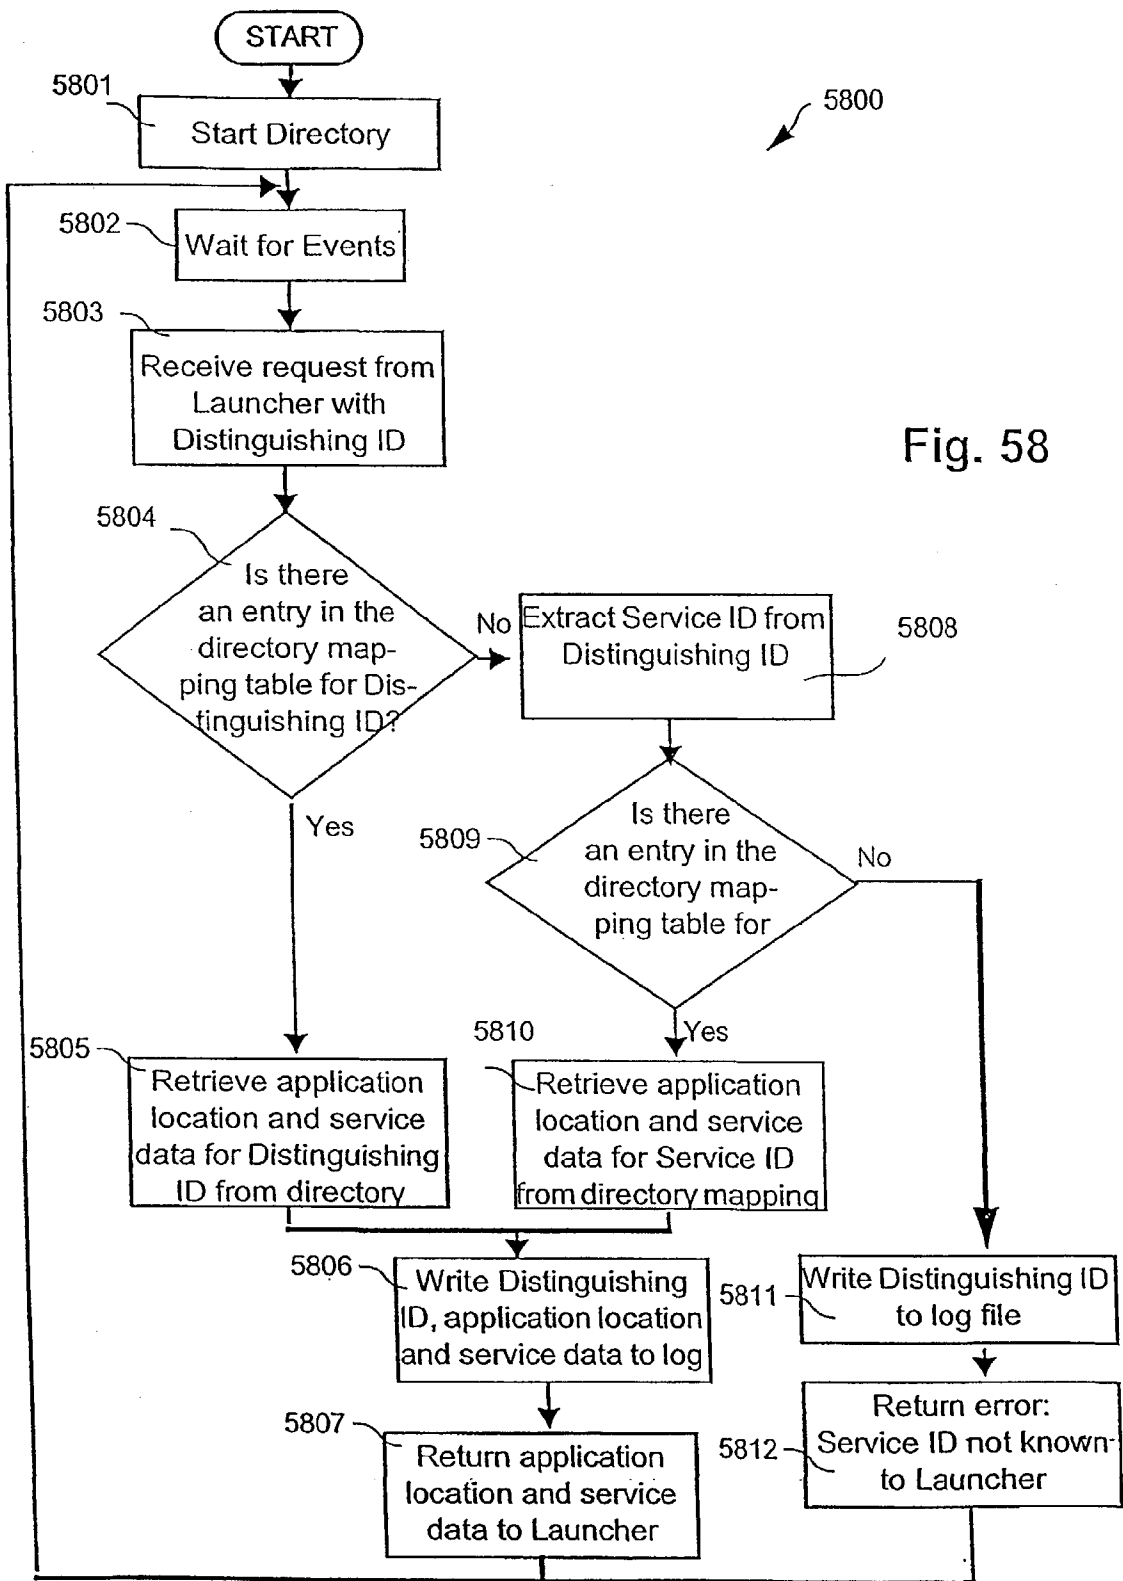 START
5801
Start Directory
5800
5802
Wait for Events
5803
Receive request from
Launcher with
Distinguishing ID
Fig. 58
5804
Is there
an entry in the
directory map-
ping table for Dis-
tinguishing ID?
No
Extract Service ID from
Distinguishing ID
5808
Yes
5809
Is there
an entry in the
directory map-
ping table for
No
Yes
5805
Retrieve application
location and service
data for Distinguishing
ID from directory
5810
Retrieve application
location and service
data for Service ID
from directory mapping
5806
Write Distinguishing
ID, application location
and service data to log
5811
Write Distinguishing ID
to log file
5807
Return application
location and service
data to Launcher
5812
Return error:
Service ID not known
to Launcher